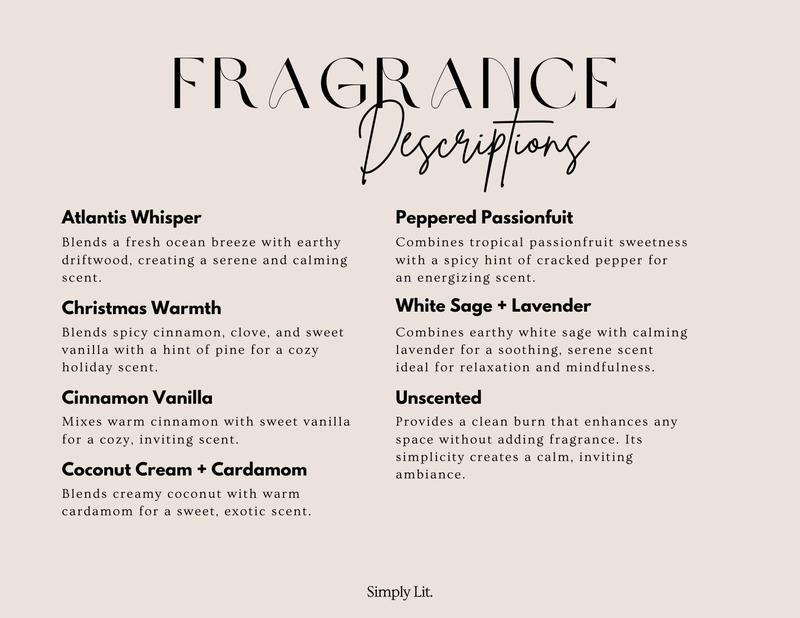 FRAGRANCE
Descriptions
Atlantis Whisper
Blends a fresh ocean breeze with earthy
driftwood, creating a serene and calming
scent.
Christmas Warmth
Blends spicy cinnamon, clove, and sweet
vanilla with a hint of pine for a cozy
holiday scent.
Cinnamon Vanilla
Mixes warm cinnamon with sweet vanilla
for a cozy, inviting scent.
Coconut Cream + Cardamom
Blends creamy coconut with warm
cardamom for a sweet, exotic scent.
Peppered Passionfuit
Combines tropical passionfruit sweetness
with a spicy hint of cracked pepper for
an energizing scent.
White Sage + Lavender
Combines earthy white sage with calming
lavender for a soothing, serene scent
ideal for relaxation and mindfulness.
Unscented
Provides a clean burn that enhances any
space without adding fragrance. Its
simplicity creates a calm, inviting
ambiance.
Simply Lit.